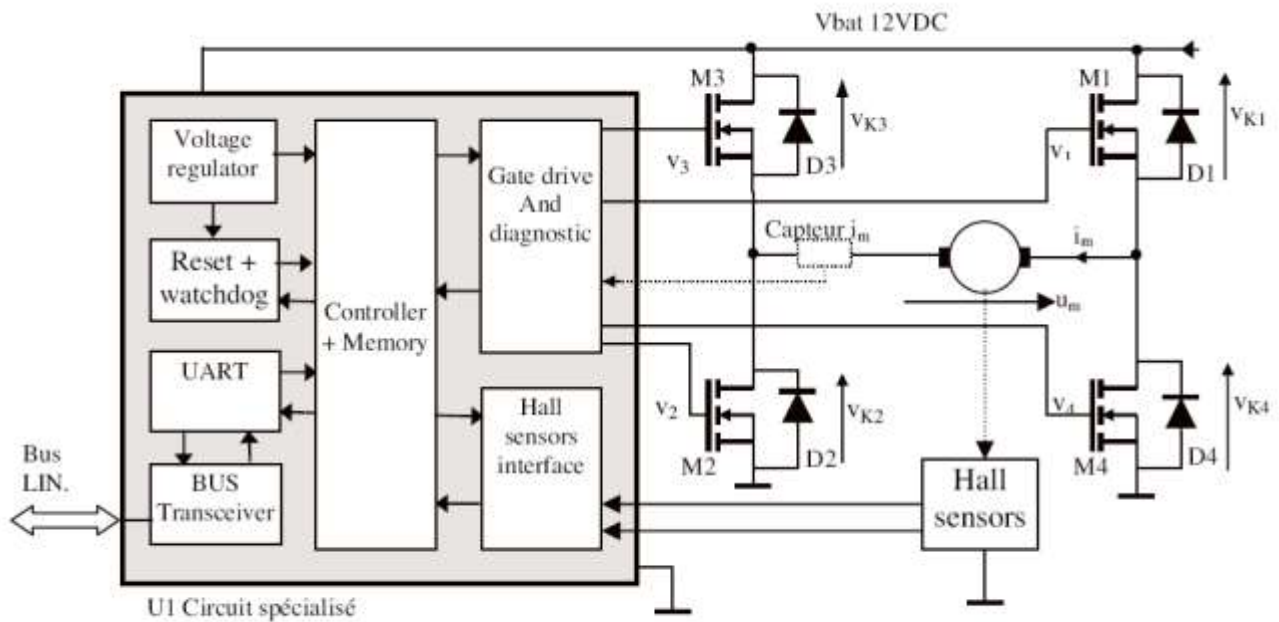 Vbat 12VDC
M3
M1
vK3
vK1
v3
v1
D3
D1
Voltage
regulator
Reset +
watchdog
UART
BUS
Transceiver
Controller
+ Memory
Gate drive
And
diagnostic
Hall
sensors
interface
Capteur im
im
um
v2
v4
vK2
vK4
M2
D2
M4
D4
Hall
sensors
Bus
LIN.
U1 Circuit spécialisé